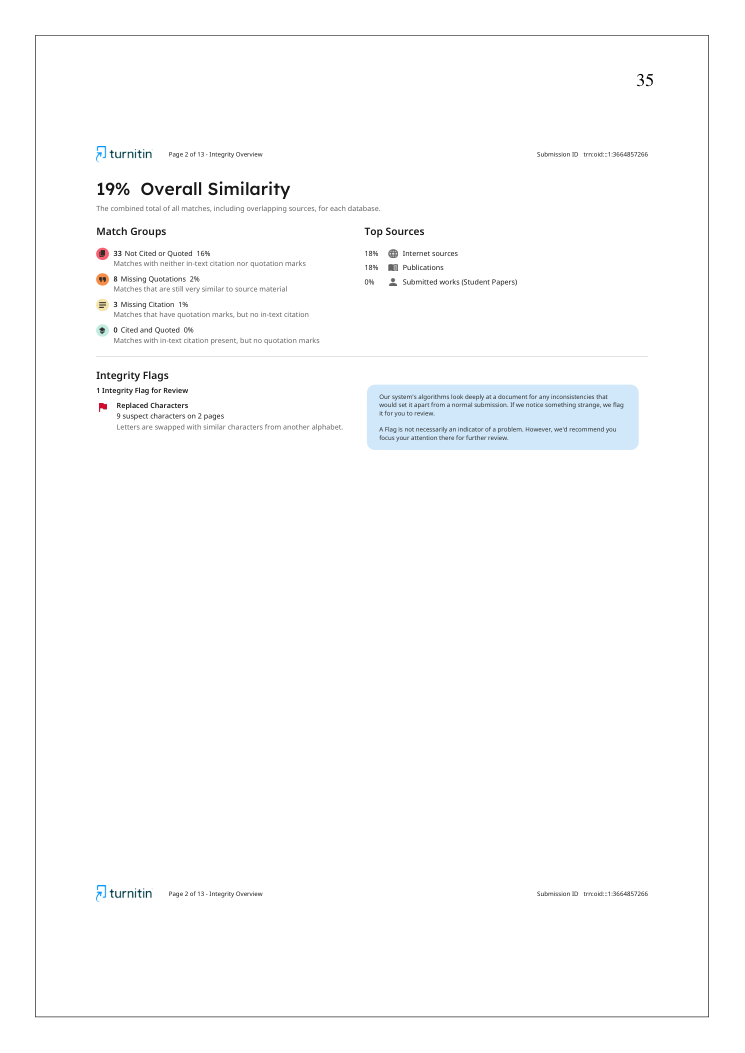 35
turnitin Page 2 of 13 - Integrity Overview Submission ID trn:oid:::1:3664857266
19% Overall Similarity
The combined total of all matches, including overlapping sources, for each database.
Match Groups
33 Not Cited or Quoted 16%
Matches with neither in-text citation nor quotation marks
8 Missing Quotations 2%
Matches that are still very similar to source material
3 Missing Citation 1%
Matches that have quotation marks, but no in-text citation
0 Cited and Quoted 0%
Matches with in-text citation present, but no quotation marks
Top Sources
18% Internet sources
18% Publications
0% Submitted works (Student Papers)
Integrity Flags
1 Integrity Flag for Review
Replaced Characters
9 suspect characters on 2 pages
Letters are swapped with similar characters from another alphabet.
Our system's algorithms look deeply at a document for any inconsistencies that
would set it apart from a normal submission. If we notice something strange, we flag
it for you to review.
A Flag is not necessarily an indicator of a problem. However, we'd recommend you
focus your attention there for further review.
turnitin Page 2 of 13 - Integrity Overview Submission ID trn:oid:::1:3664857266